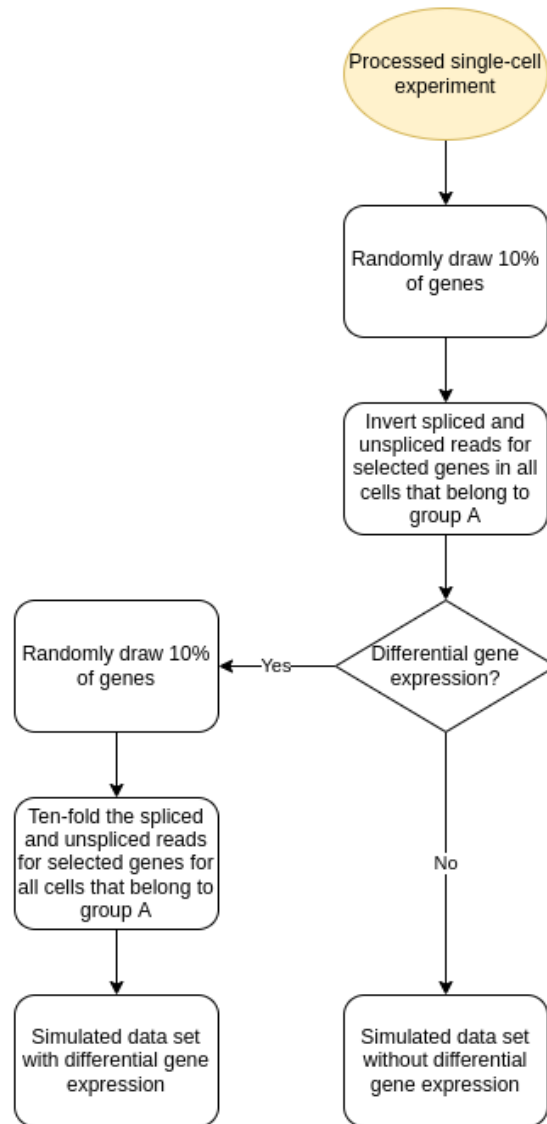 Processed single-cell
experiment
Randomly draw 10%
of genes
Invert spliced and
unspliced reads for
selected genes in all
cells that belong to
group A
Differential gene
expression?
Yes
Randomly draw 10%
of genes
Ten-fold the spliced
and unspliced reads
for selected genes for
all cells that belong to
group A
No
Simulated data set
with differential gene
expression
Simulated data set
without differential
gene expression